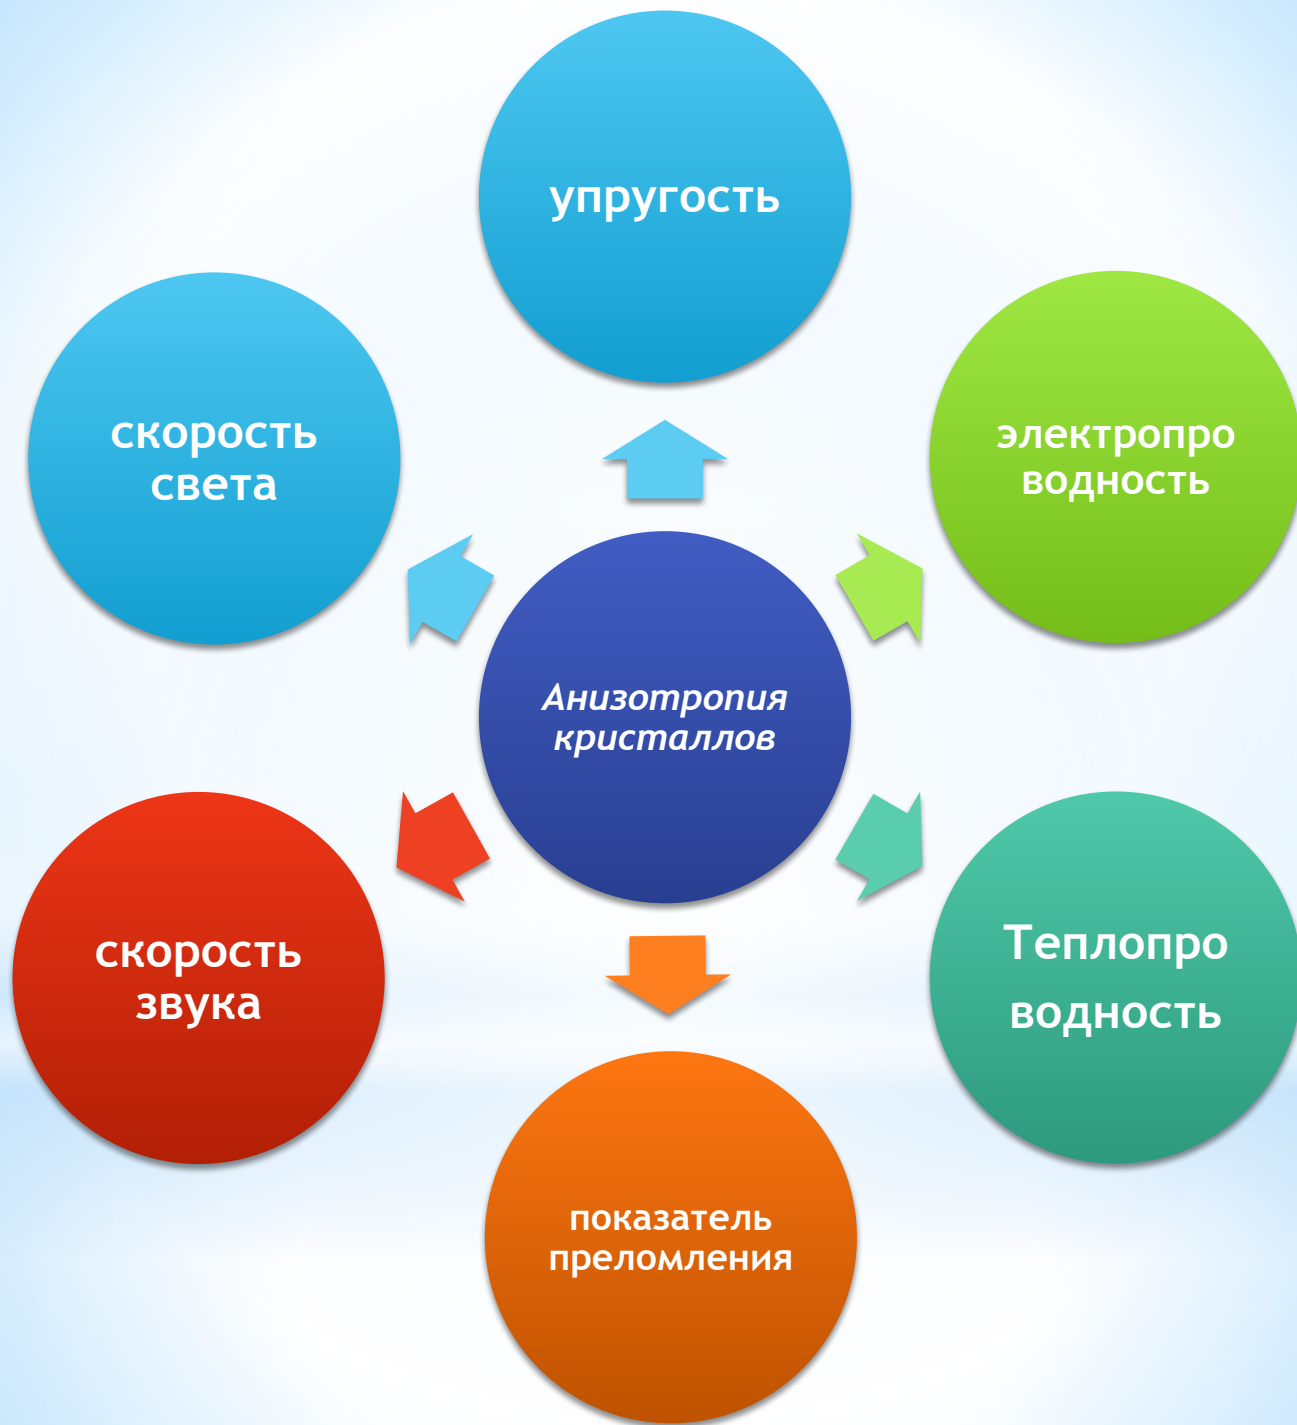 упругость
скорость
света
электропро
водность
Анизотропия
кристаллов
скорость
звука
Теплопро
водность
показатель
преломления